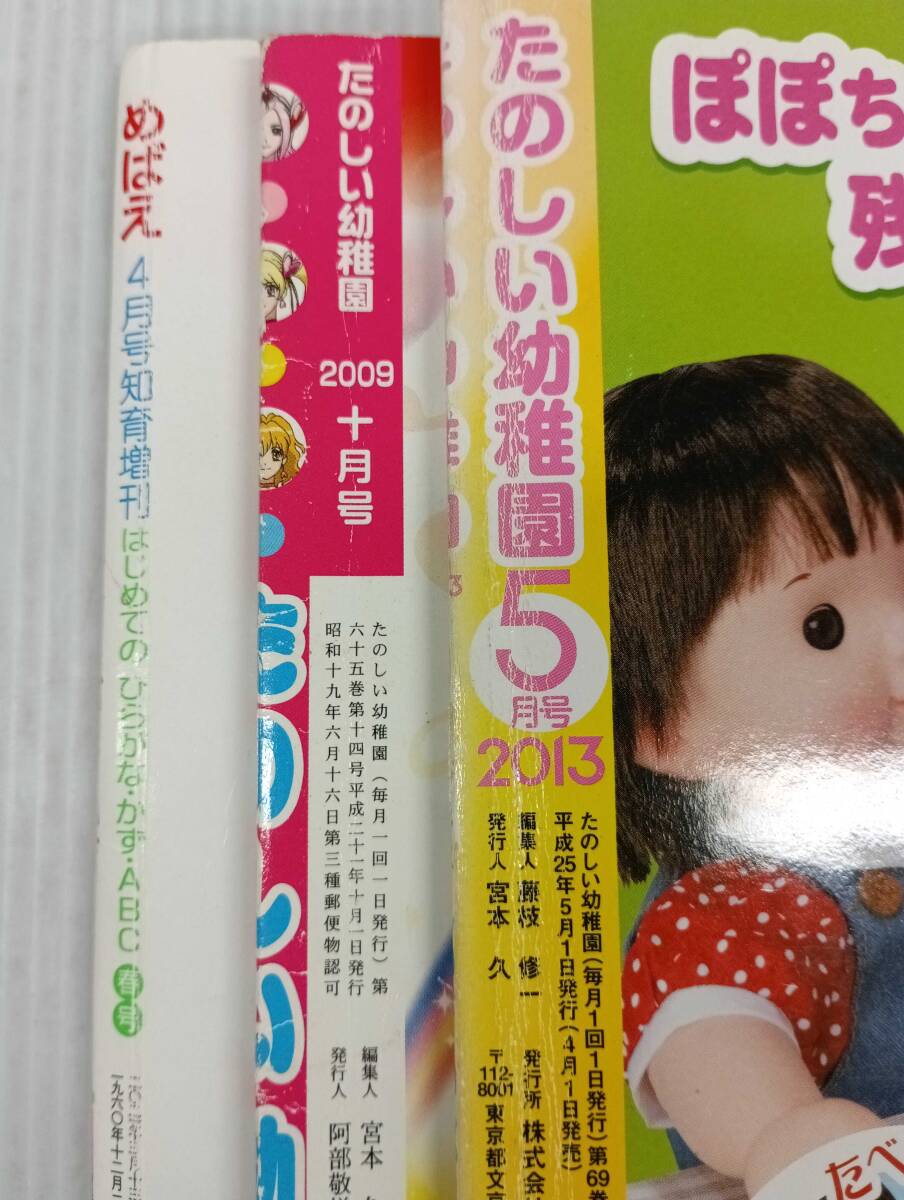 めばえ
4月号知育増刊
はじめての ひらがな・かず・ABC
春号
たのしい幼稚園
2009
十月号
たのしい幼稚園（毎月一回一日発行）第
六十五巻第十四号平成二十一年十月一日発行
昭和十九年六月十六日第三種郵便物認可
編集人 宮本
発行人 阿部敬
たのしい幼稚園
5
月号
2013
たのしい幼稚園（毎月1回1日発行）第69巻
平成25年5月1日発行（4月1日発売）
編集人 藤枝 修一
発行人 宮本 久
発行所 株式会
〒
112-
8001
東京都文京
ぽぽち
残
たべ